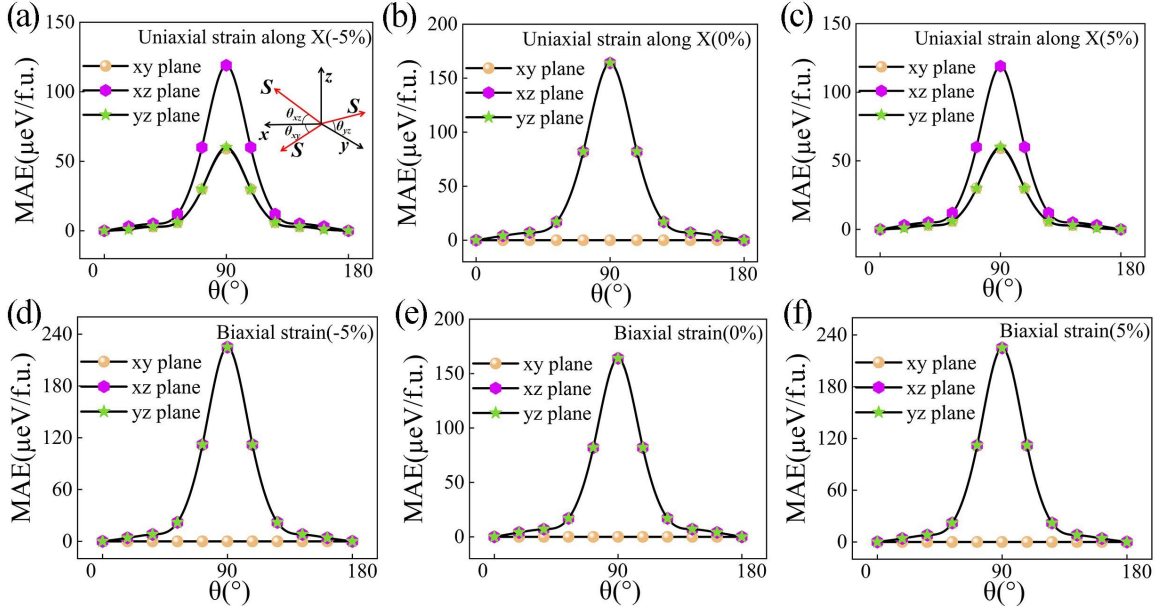 (a)
150
Uniaxial strain along X(-5%)
xy plane
xz plane
yz plane
100
50
0
MAE(μeV/f.u.)
z
S
S
θxz
θxy
θyz
x
S
y
0
90
180
θ(°)
(b)
200
Uniaxial strain along X(0%)
xy plane
xz plane
yz plane
150
100
50
0
MAE(μeV/f.u.)
0
90
180
θ(°)
(c)
150
Uniaxial strain along X(5%)
xy plane
xz plane
yz plane
100
50
0
MAE(μeV/f.u.)
0
90
180
θ(°)
(d)
240
Biaxial strain(-5%)
xy plane
xz plane
yz plane
180
120
60
0
MAE(μeV/f.u.)
0
90
180
θ(°)
(e)
200
Biaxial strain(0%)
xy plane
xz plane
yz plane
150
100
50
0
MAE(μeV/f.u.)
0
90
180
θ(°)
(f)
240
Biaxial strain(5%)
xy plane
xz plane
yz plane
180
120
60
0
MAE(μeV/f.u.)
0
90
180
θ(°)